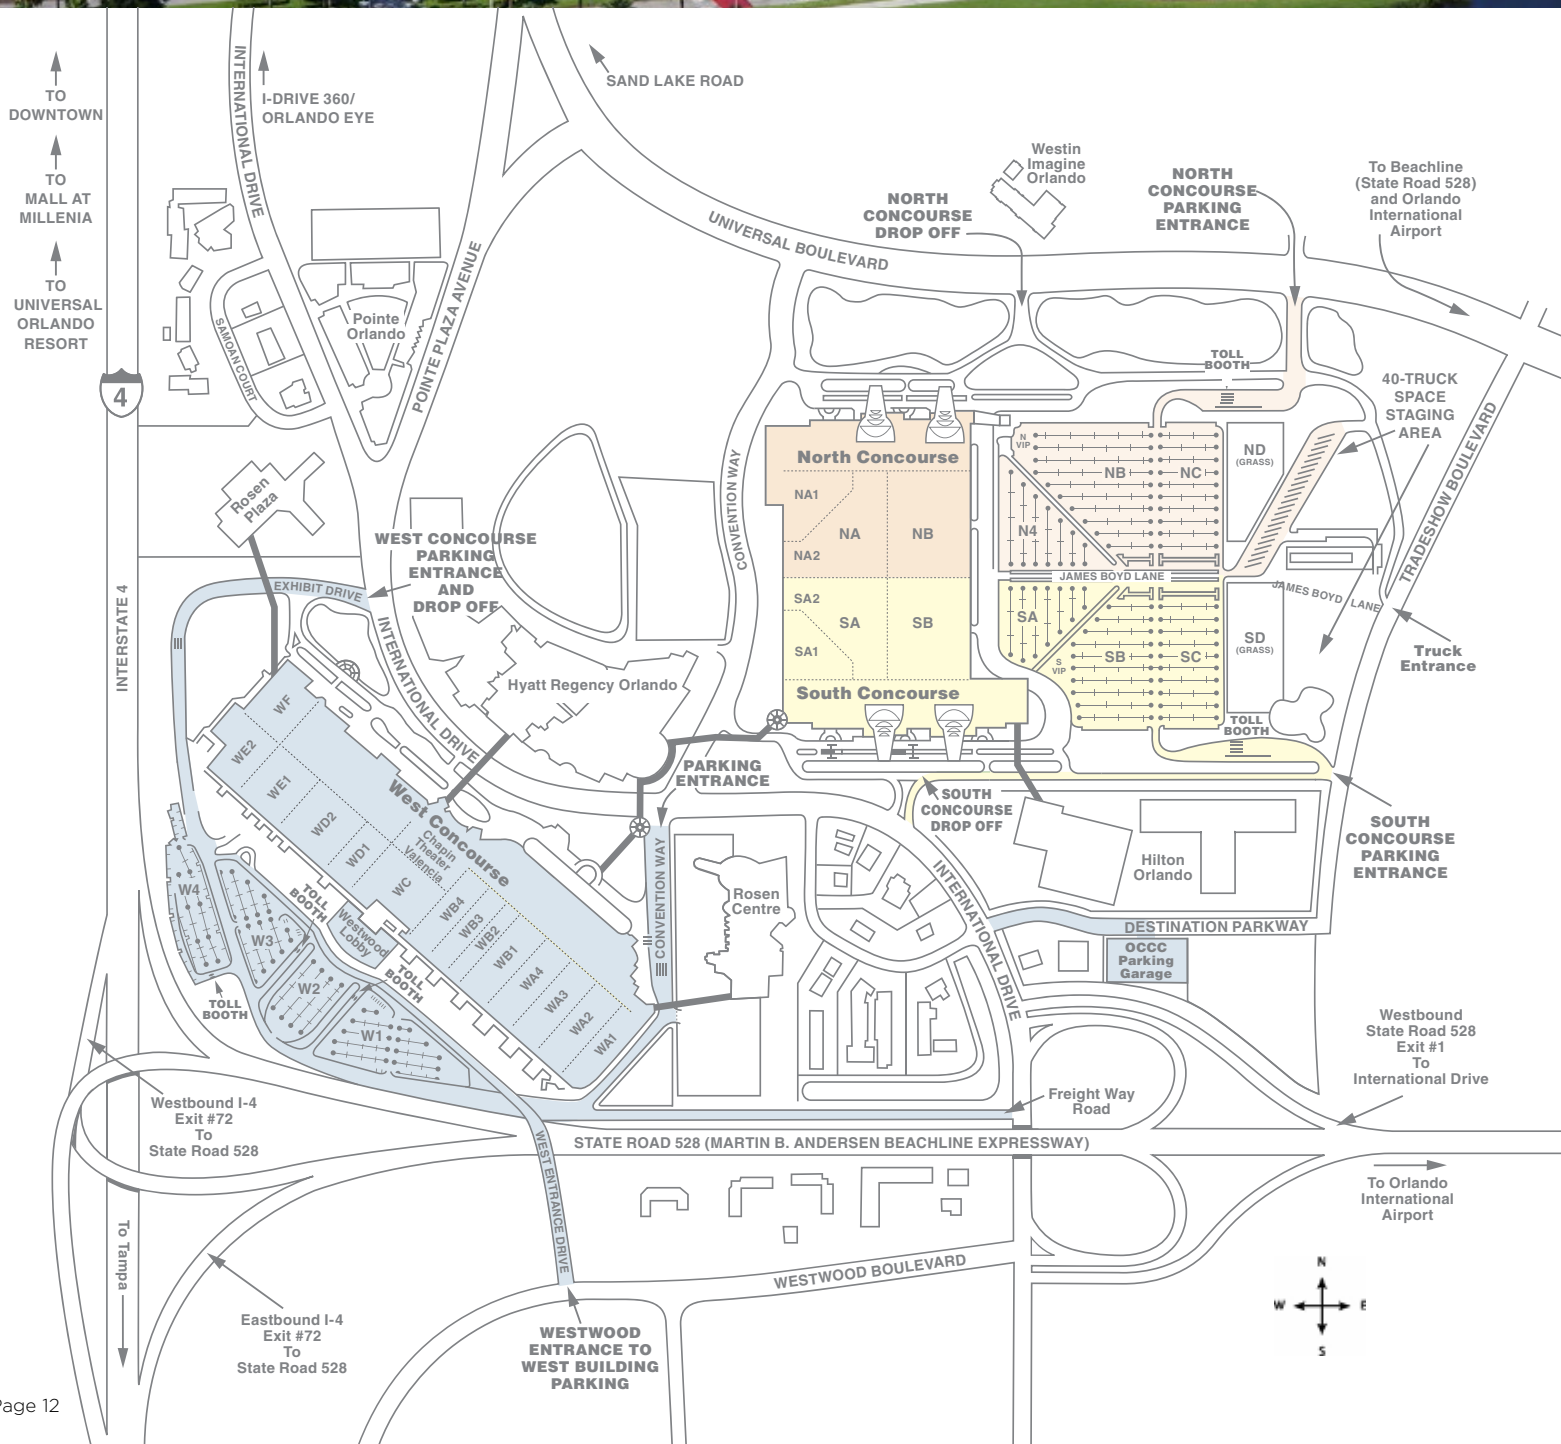 TO
DOWNTOWN
TO
MALL AT
MILLENIA
TO
UNIVERSAL
ORLANDO
RESORT
4
INTERSTATE 4
INTERNATIONAL DRIVE
I-DRIVE 360/
ORLANDO EYE
SAND LAKE ROAD
POINTE PLAZA AVENUE
SAMOAN COURT
Pointe
Orlando
UNIVERSAL BOULEVARD
Westin
Imagine
Orlando
NORTH
CONCOURSE
DROP OFF
NORTH
CONCOURSE
PARKING
ENTRANCE
To Beachline
(State Road 528)
and Orlando
International
Airport
TOLL
BOOTH
40-TRUCK
SPACE
STAGING
AREA
TRADESHOW BOULEVARD
CONVENTION WAY
North Concourse
NA1
NA
NB
NA2
SA2
SA
SB
SA1
South Concourse
N
VIP
NB
NC
ND
(GRASS)
N4
JAMES BOYD LANE
JAMES BOYD LANE
SA
SB
SC
S
VIP
SD
(GRASS)
TOLL
BOOTH
Truck
Entrance
Rosen
Plaza
WEST CONCOURSE
PARKING
ENTRANCE
AND
DROP OFF
EXHIBIT DRIVE
INTERNATIONAL DRIVE
Hyatt Regency Orlando
PARKING
ENTRANCE
SOUTH
CONCOURSE
DROP OFF
SOUTH
CONCOURSE
PARKING
ENTRANCE
Hilton
Orlando
WF
WE2
WE1
WD2
WD1
WC
West Concourse
Chapin
Theater
Valencia
WB4
WB3
WB2
WB1
WA4
WA3
WA2
WA1
Westwood
Lobby
TOLL
BOOTH
TOLL
BOOTH
TOLL
BOOTH
W4
W3
W2
W1
CONVENTION WAY
Rosen
Centre
INTERNATIONAL DRIVE
DESTINATION PARKWAY
OCCC
Parking
Garage
Westbound
State Road 528
Exit #1
To
International Drive
Freight Way
Road
Westbound I-4
Exit #72
To
State Road 528
STATE ROAD 528 (MARTIN B. ANDERSEN BEACHLINE EXPRESSWAY)
To Orlando
International
Airport
WEST ENTRANCE DRIVE
WESTWOOD BOULEVARD
To Tampa
Eastbound I-4
Exit #72
To
State Road 528
WESTWOOD
ENTRANCE TO
WEST BUILDING
PARKING
N
W
E
S
Page 12